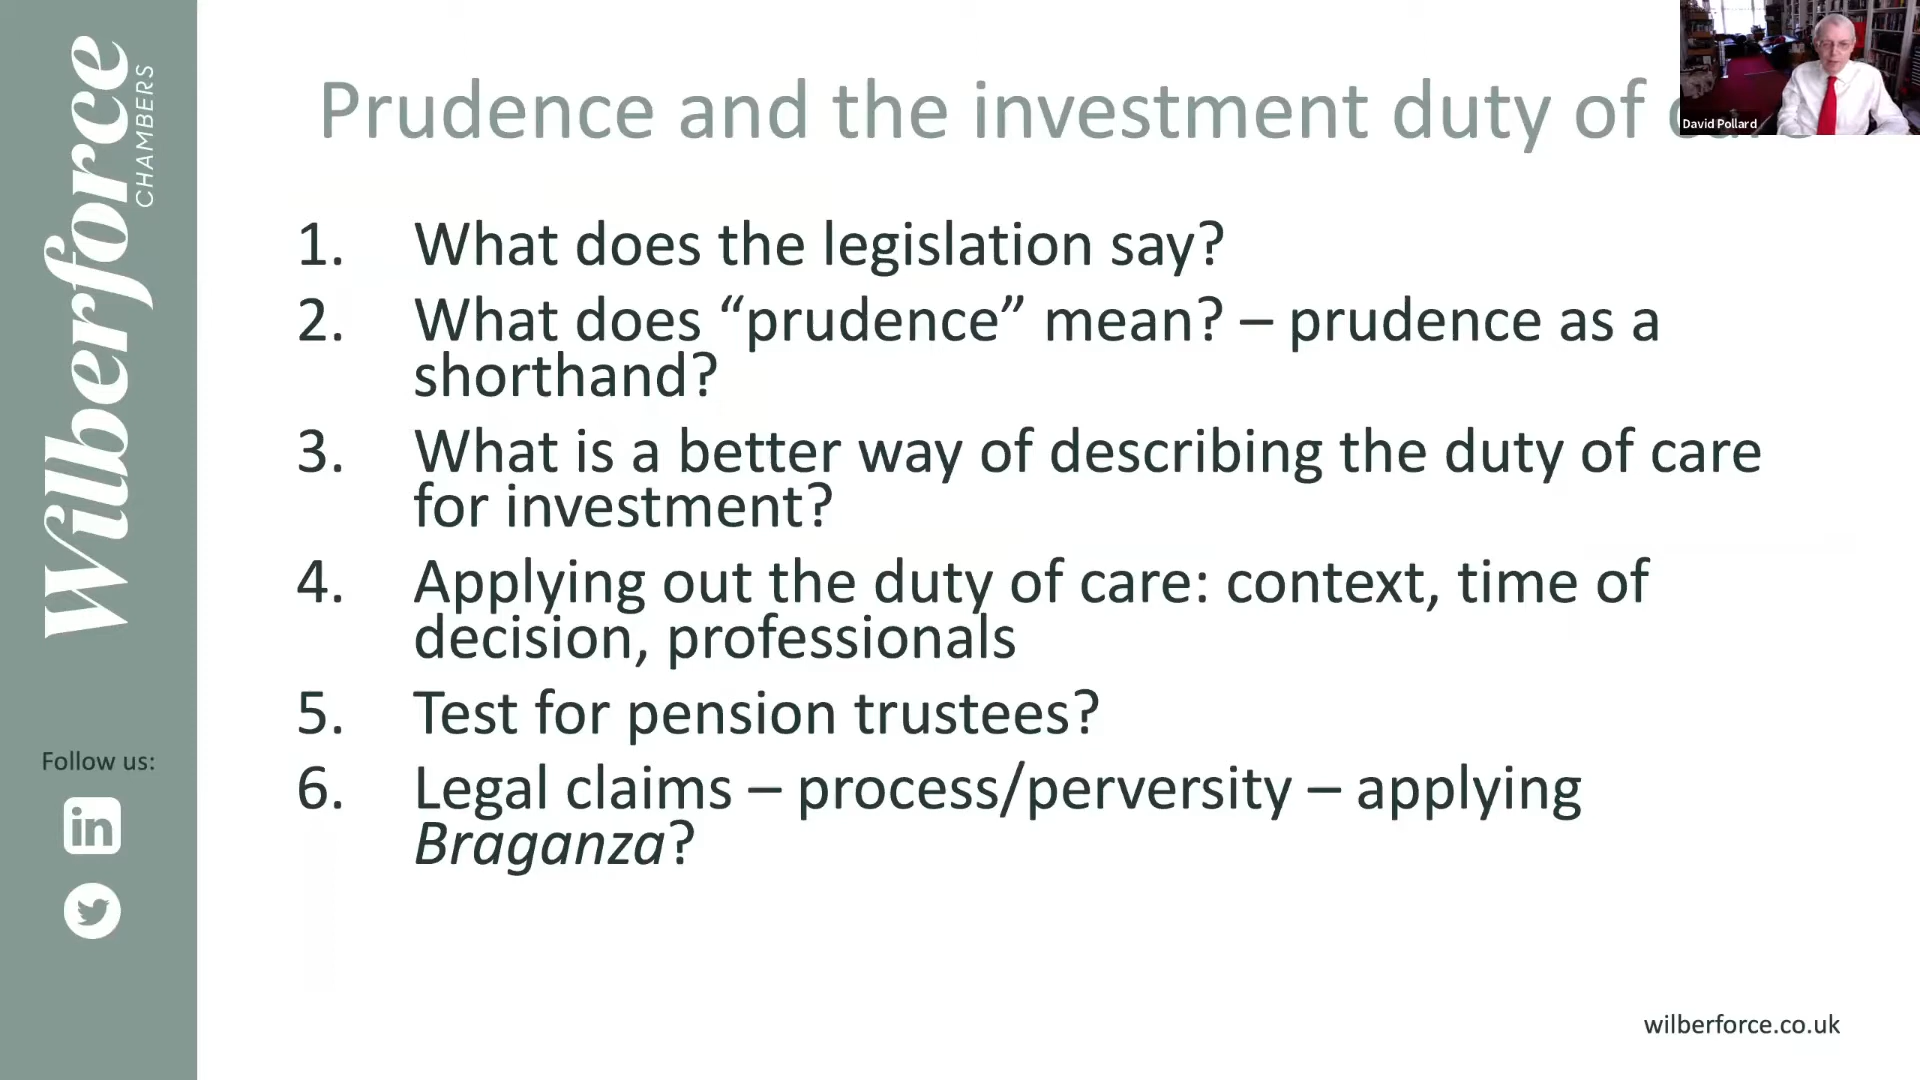 Wilberforce
CHAMBERS
Prudence and the investment duty of
David Pollard
1. What does the legislation say?
2. What does “prudence” mean? – prudence as a
shorthand?
3. What is a better way of describing the duty of care
for investment?
4. Applying out the duty of care: context, time of
decision, professionals
5. Test for pension trustees?
6. Legal claims – process/perversity – applying
Braganza?
Follow us:
in
wilberforce.co.uk